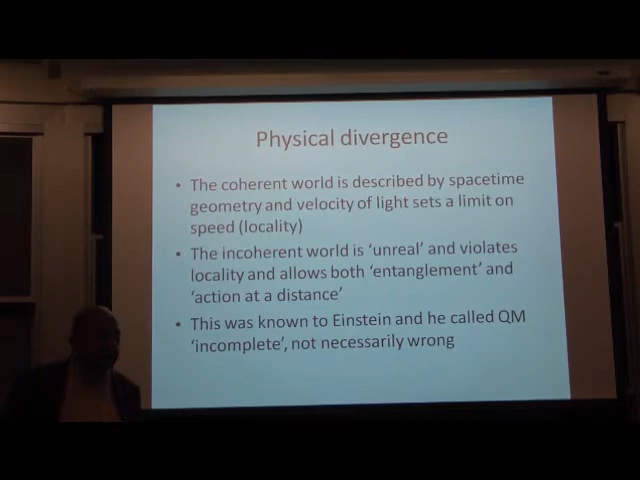 Physical divergence
• The coherent world is described by spacetime
geometry and velocity of light sets a limit on
speed (locality)
• The incoherent world is 'unreal' and violates
locality and allows both 'entanglement' and
'action at a distance'
• This was known to Einstein and he called QM
'incomplete', not necessarily wrong